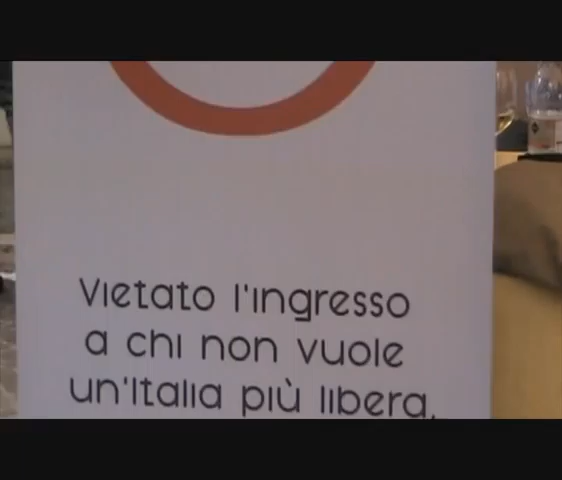 Vietato l'ingresso
a chi non vuole
un'Italia più libera,